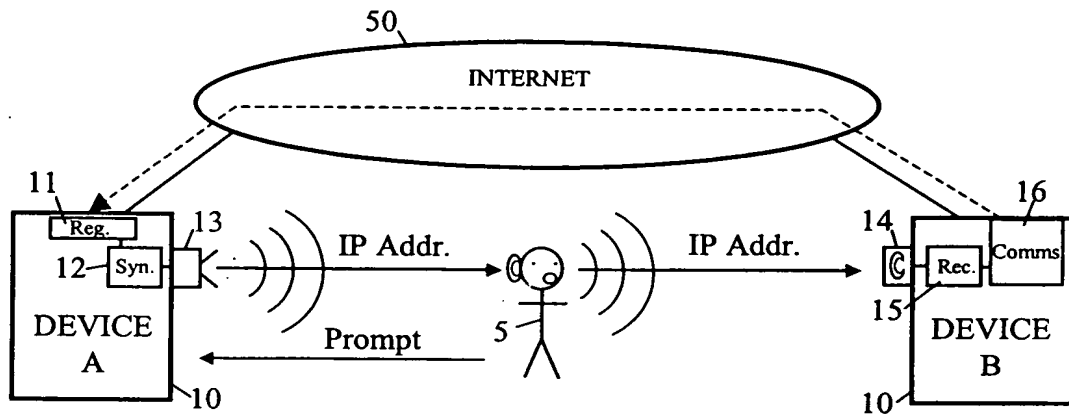 50
INTERNET
11
Reg.
13
12
Syn.
IP Addr.
IP Addr.
14
16
Rec.
Comms.
15
DEVICE
A
5
Prompt
10
DEVICE
B
10